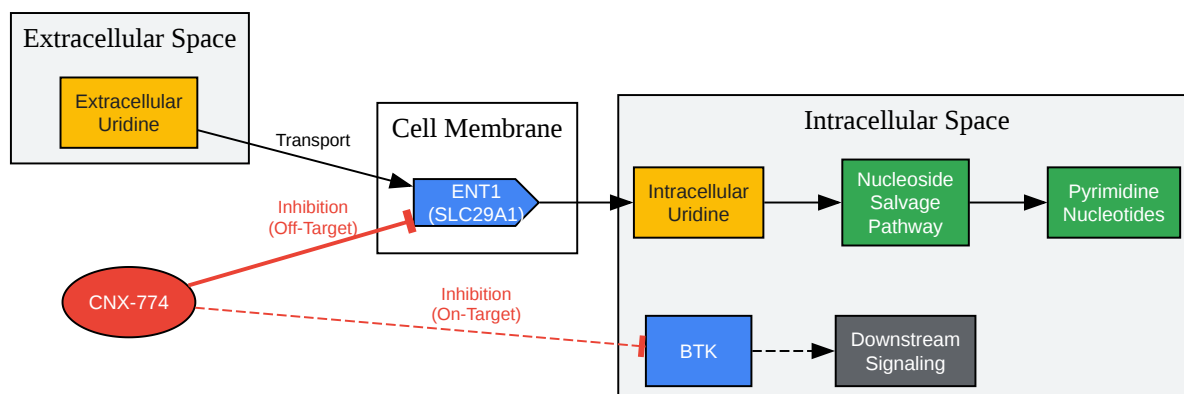 Extracellular Space
Extracellular
Uridine
Transport
Cell Membrane
ENT1
(SLC29A1)
Inhibition
(Off-Target)
CNX-774
Inhibition
(On-Target)
Intracellular Space
Intracellular
Uridine
Nucleoside
Salvage
Pathway
Pyrimidine
Nucleotides
BTK
Downstream
Signaling